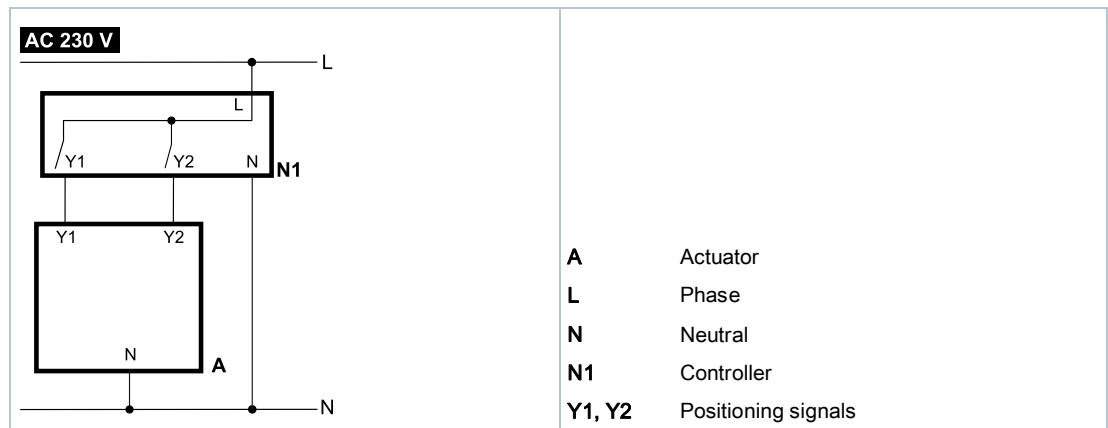 AC 230 V
L
L
Y1 Y2 N
N1
Y1 Y2
N
A
N
A Actuator
L Phase
N Neutral
N1 Controller
Y1, Y2 Positioning signals